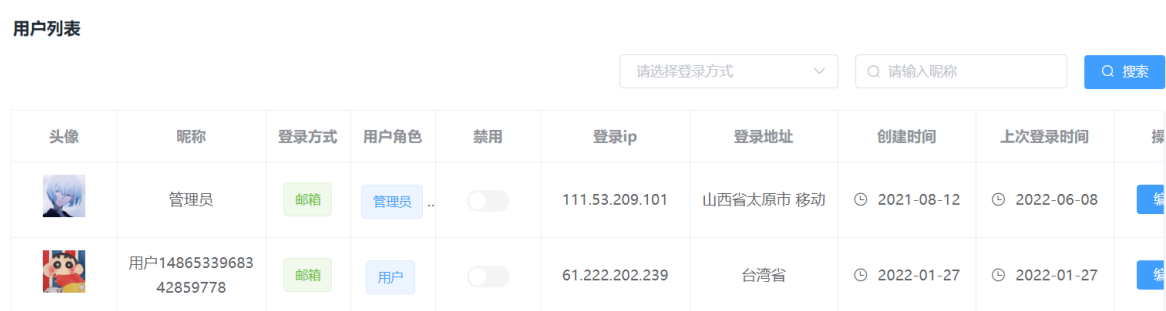 用户列表
请选择登录方式 请输入昵称 搜索
头像 昵称 登录方式 用户角色 禁用 登录ip 登录地址 创建时间 上次登录时间 操
管理员 邮箱 管理员 .. 111.53.209.101 山西省太原市 移动 2021-08-12 2022-06-08 编
用户14865339683
42859778 邮箱 用户 61.222.202.239 台湾省 2022-01-27 2022-01-27 编